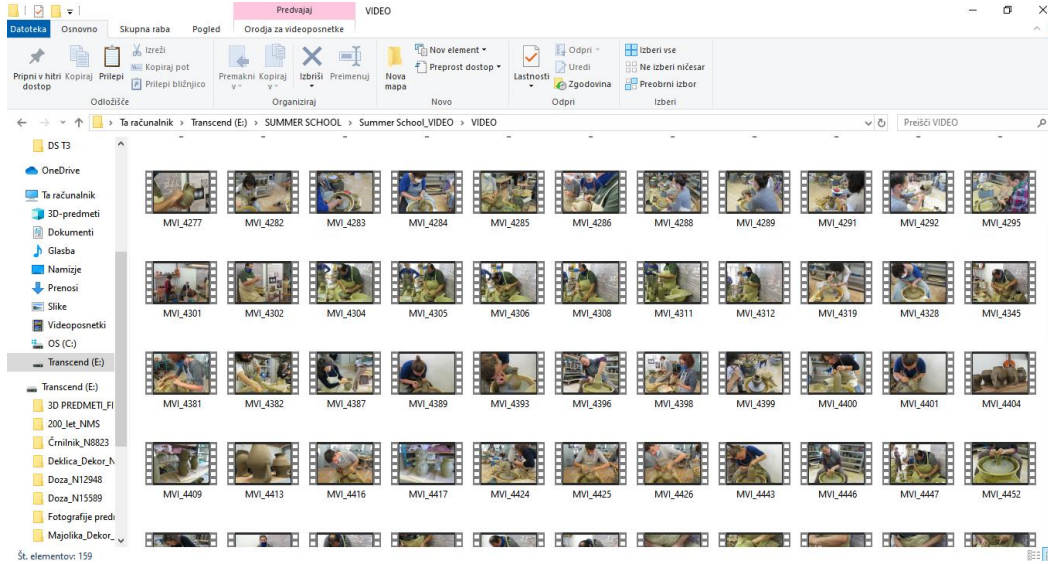 Predvajaj VIDEO
Datoteka Osnovno Skupna raba Pogled Orodja za videoposnetke
Pripni v hitri dostop
Kopiraj
Prilepi
Izreži
Kopiraj pot
Prilepi bližnjico
Odložišče
Premakni v
Kopiraj v
Izbriši
Preimenuj
Organiziraj
Nova mapa
Nov element
Preprost dostop
Novo
Lastnosti
Odpri
Uredi
Zgodovina
Odpri
Izberi vse
Ne izberi ničesar
Preobrni izbor
Izberi
Ta računalnik > Transcend (E:) > SUMMER SCHOOL > Summer School_VIDEO > VIDEO
Preišči VIDEO
DS T3
OneDrive
Ta računalnik
3D-predmeti
Dokumenti
Glasba
Namizje
Prenosi
Slike
Videoposnetki
OS (C:)
Transcend (E:)
Transcend (E:)
3D PREDMETI_FI
200_let_NMS
Črnilnik_N8823
Deklica_Dekor_N
Doza_N12948
Doza_N15589
Fotografije predm
Majolika_Dekor_
MVI_4277 MVI_4282 MVI_4283 MVI_4284 MVI_4285 MVI_4286 MVI_4288 MVI_4289 MVI_4291 MVI_4292 MVI_4295
MVI_4301 MVI_4302 MVI_4304 MVI_4305 MVI_4306 MVI_4308 MVI_4311 MVI_4312 MVI_4319 MVI_4328 MVI_4345
MVI_4381 MVI_4382 MVI_4387 MVI_4389 MVI_4393 MVI_4396 MVI_4398 MVI_4399 MVI_4400 MVI_4401 MVI_4404
MVI_4409 MVI_4413 MVI_4416 MVI_4417 MVI_4424 MVI_4425 MVI_4426 MVI_4443 MVI_4446 MVI_4447 MVI_4452
Št. elementov: 159